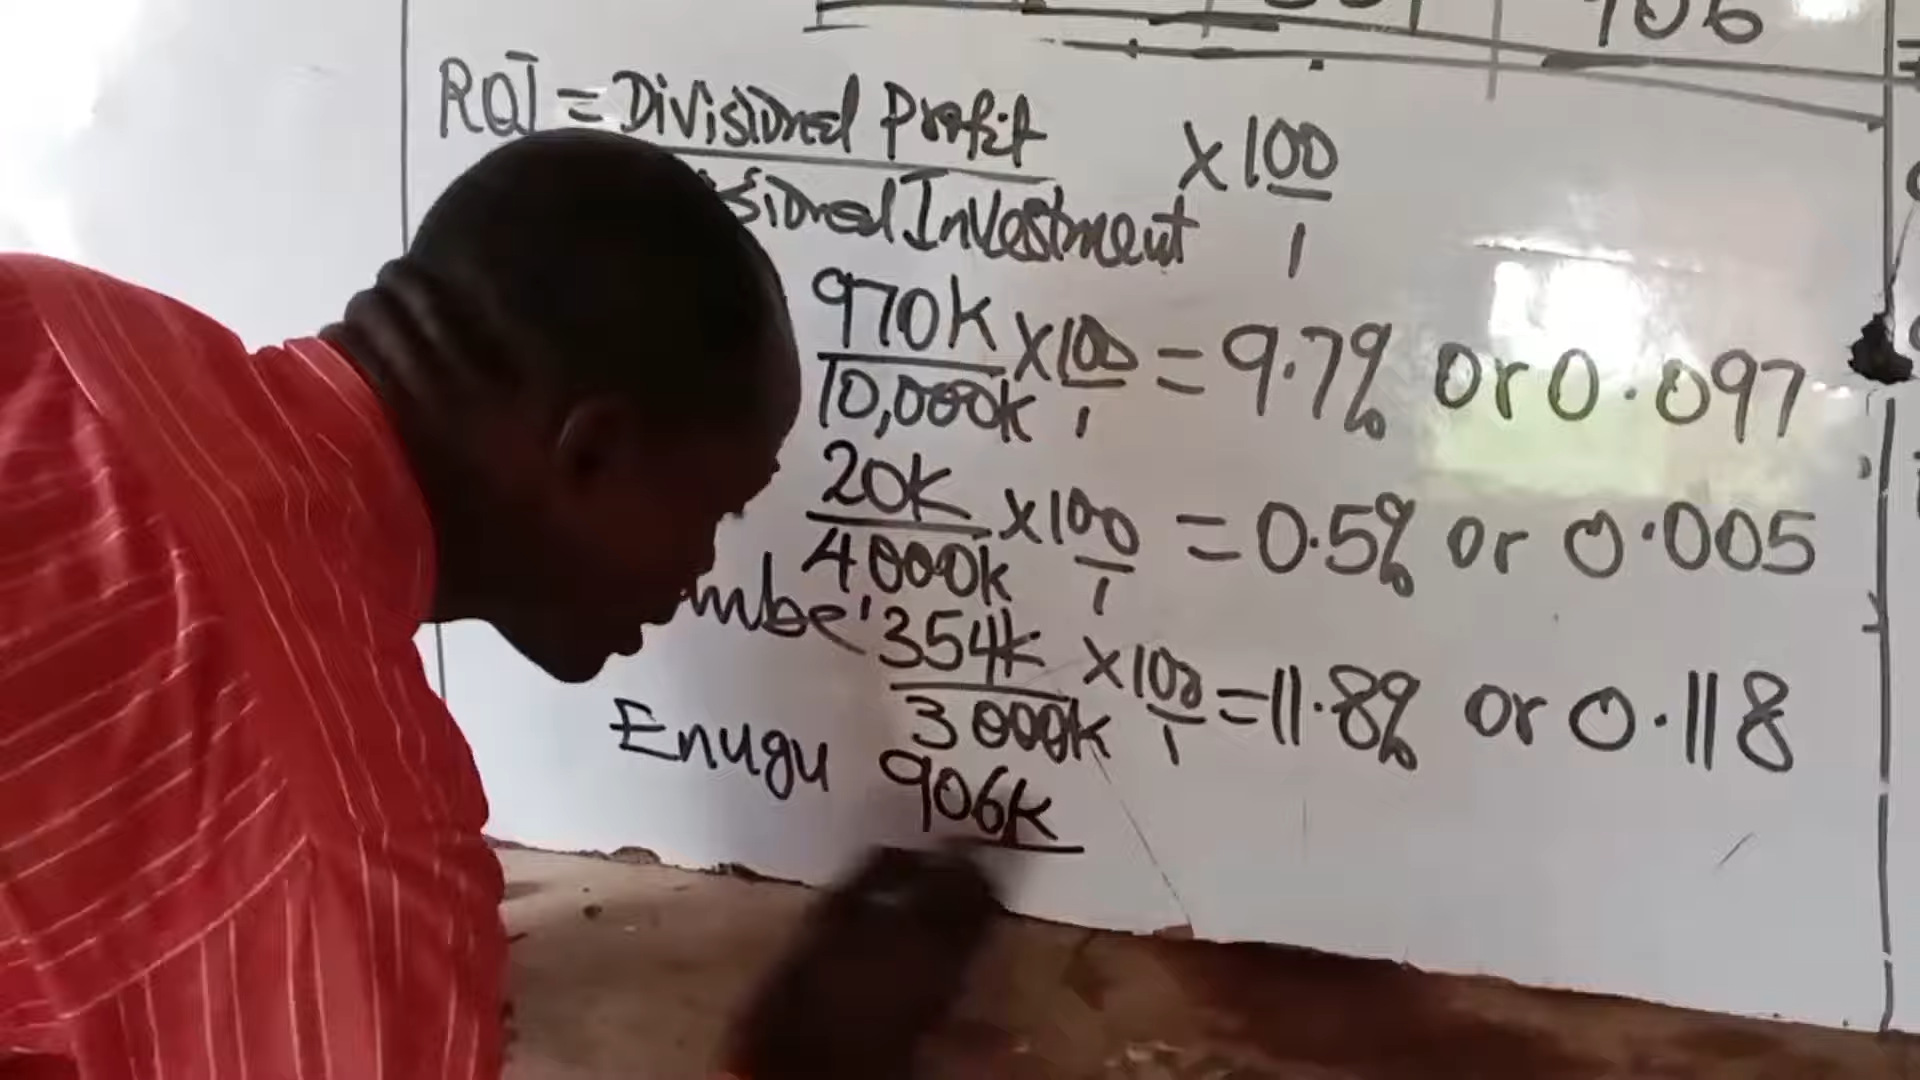 906
ROI = Divisional Profit × 100
Investment 1
970k × 100 = 9.7% or 0.097
10,000k 1
20k × 100 = 0.5% or 0.005
4000k 1
354k × 100 = 11.8% or 0.118
3000k 1
Enugu 906k